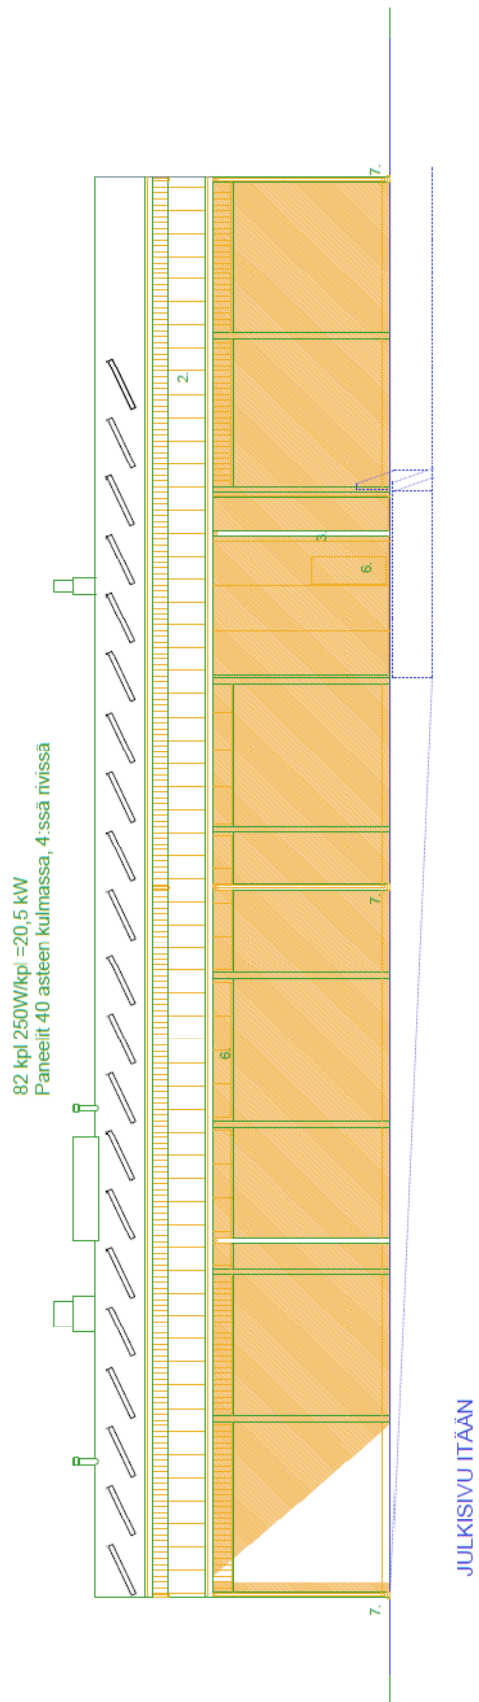 82 kpl 250W/kpl =20,5 kW
Paneelit 40 asteen kulmassa, 4:ssä rivissä
2.
6.
7.
7.
3.
6.
7.
JULKISIVU ITÄÄN